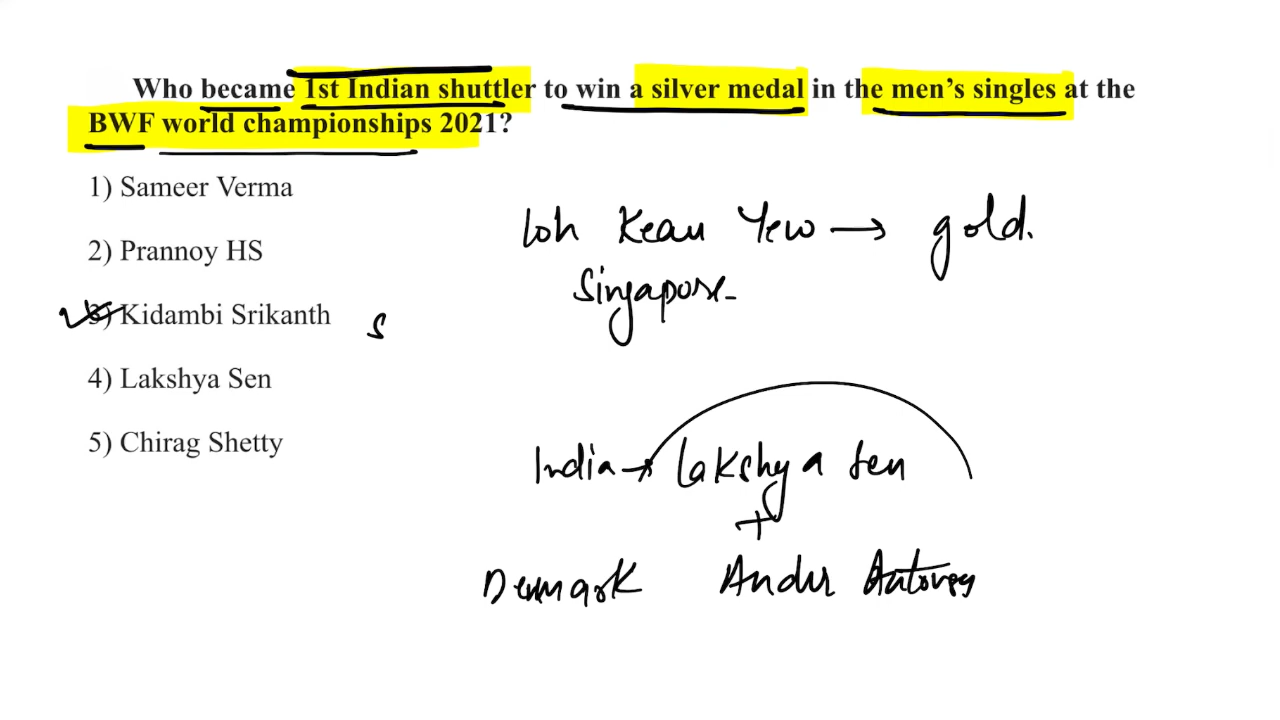 Who became 1st Indian shuttler to win a silver medal in the men's singles at the
BWF world championships 2021?
1) Sameer Verma
2) Prannoy HS
3) Kidambi Srikanth
S
4) Lakshya Sen
5) Chirag Shetty
Loh Kean Yew → gold.
Singapore-
India → Lakshya Sen
+
Denmark